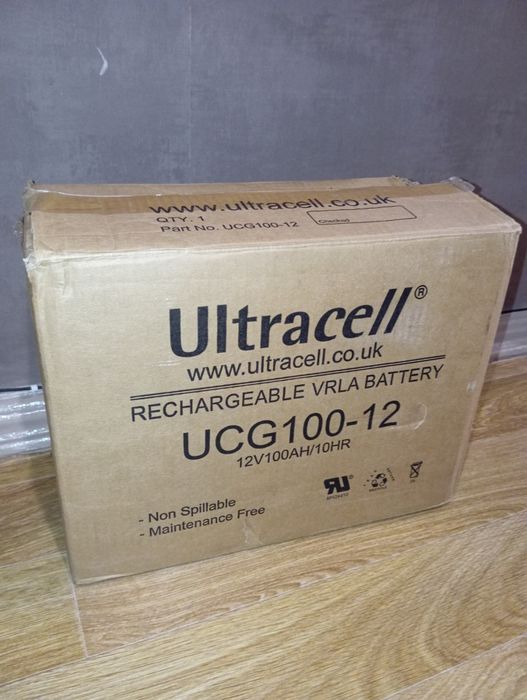 www.ultracell.co.uk
QTY. 1
Part No. UCG100-12
Checked
Ultracell®
www.ultracell.co.uk
RECHARGEABLE VRLA BATTERY
UCG100-12
12V100AH/10HR
- Non Spillable
- Maintenance Free